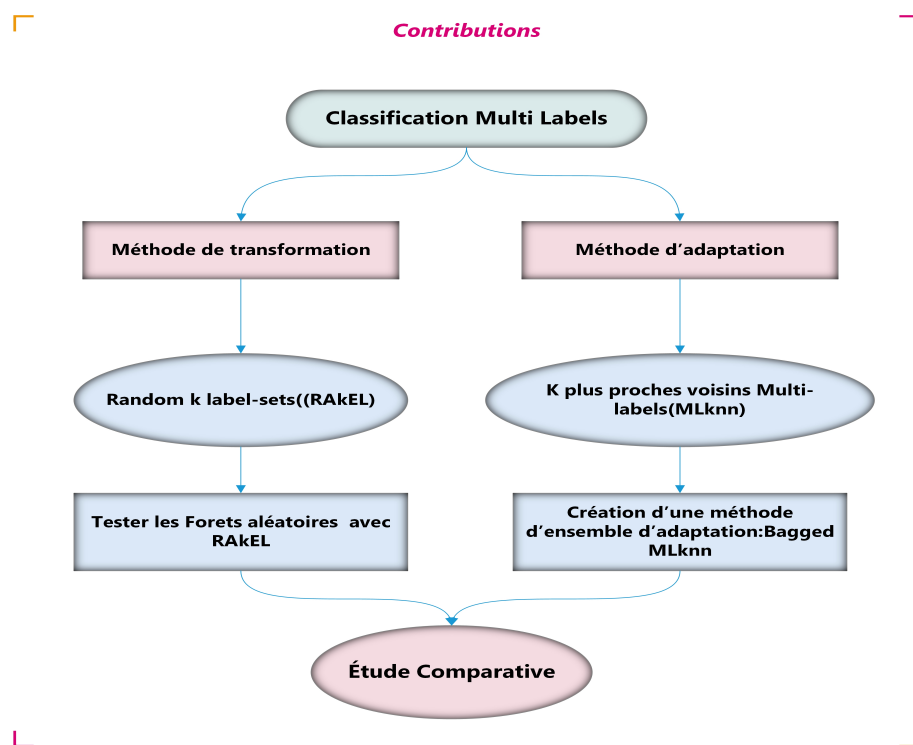 Contributions
Classification Multi Labels
Méthode de transformation
Méthode d’adaptation
Random k label-sets((RAkEL)
K plus proches voisins Multi-
labels(MLknn)
Tester les Forets aléatoires avec
RAkEL
Création d’une méthode
d’ensemble d’adaptation:Bagged
MLknn
Étude Comparative